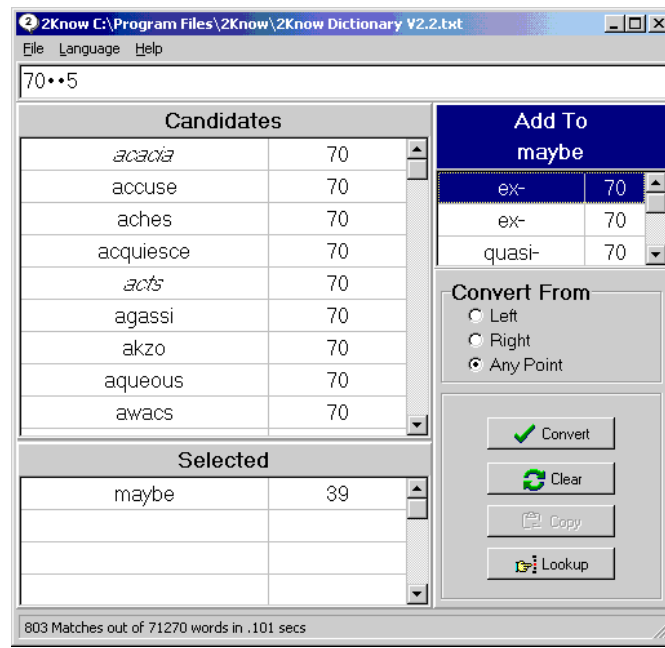 2Know C:\Program Files\2Know\2Know Dictionary V2.2.txt
File Language Help
70••5
Candidates
acacia 70
accuse 70
aches 70
acquiesce 70
acts 70
agassi 70
akzo 70
aqueous 70
awacs 70
Selected
maybe 39
Add To
maybe
ex- 70
ex- 70
quasi- 70
Convert From
Left
Right
Any Point
Convert
Clear
Copy
Lookup
803 Matches out of 71270 words in .101 secs